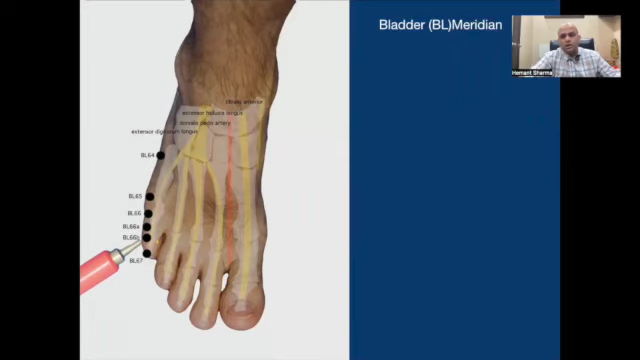 Bladder (BL)Meridian
Hemant Sharma
tibialis anterior
extensor hallucis longus
dorsalis pedis artery
extensor digitorum longus
BL64
BL65
BL66
BL66a
BL66b
BL67